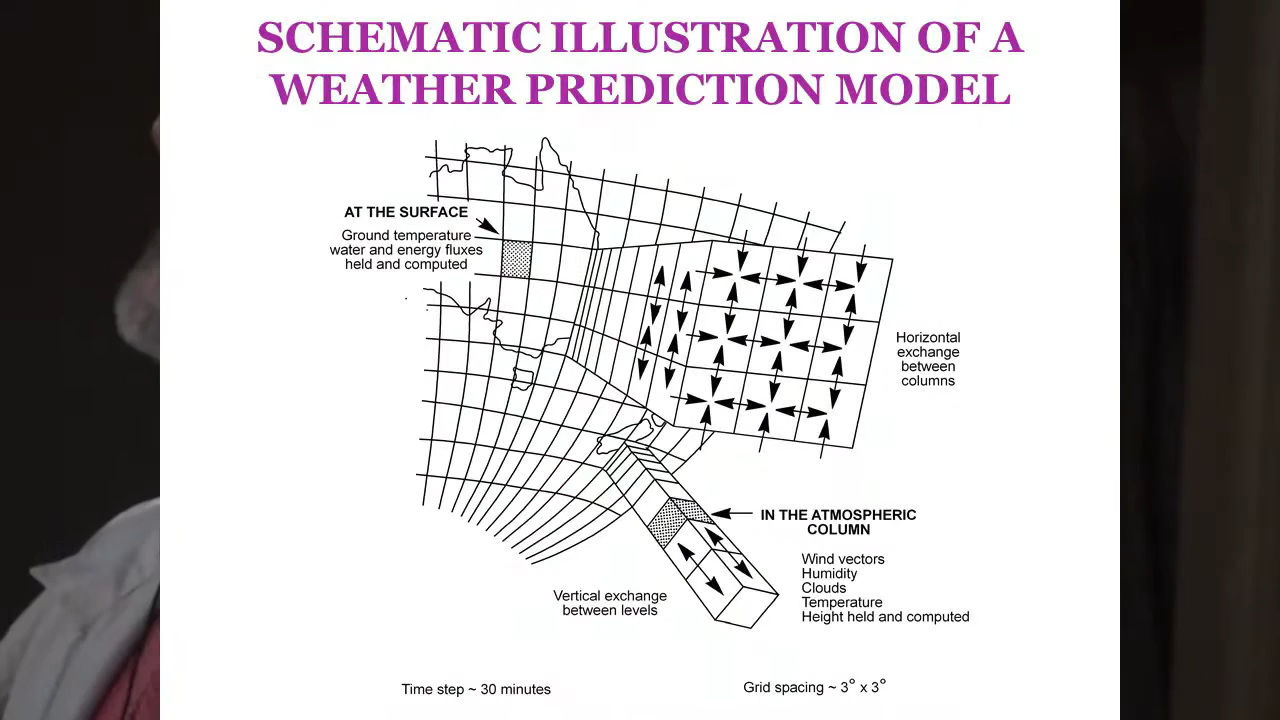 SCHEMATIC ILLUSTRATION OF A
WEATHER PREDICTION MODEL
AT THE SURFACE
Ground temperature
water and energy fluxes
held and computed
Horizontal
exchange
between
columns
IN THE ATMOSPHERIC
COLUMN
Wind vectors
Humidity
Clouds
Temperature
Height held and computed
Vertical exchange
between levels
Time step ~ 30 minutes
Grid spacing ~ 3° x 3°